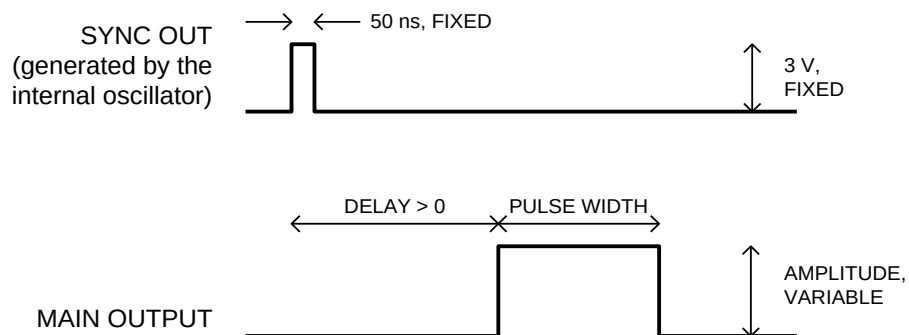 50 ns, FIXED
SYNC OUT
(generated by the
internal oscillator)
3 V,
FIXED
DELAY > 0
PULSE WIDTH
AMPLITUDE,
VARIABLE
MAIN OUTPUT